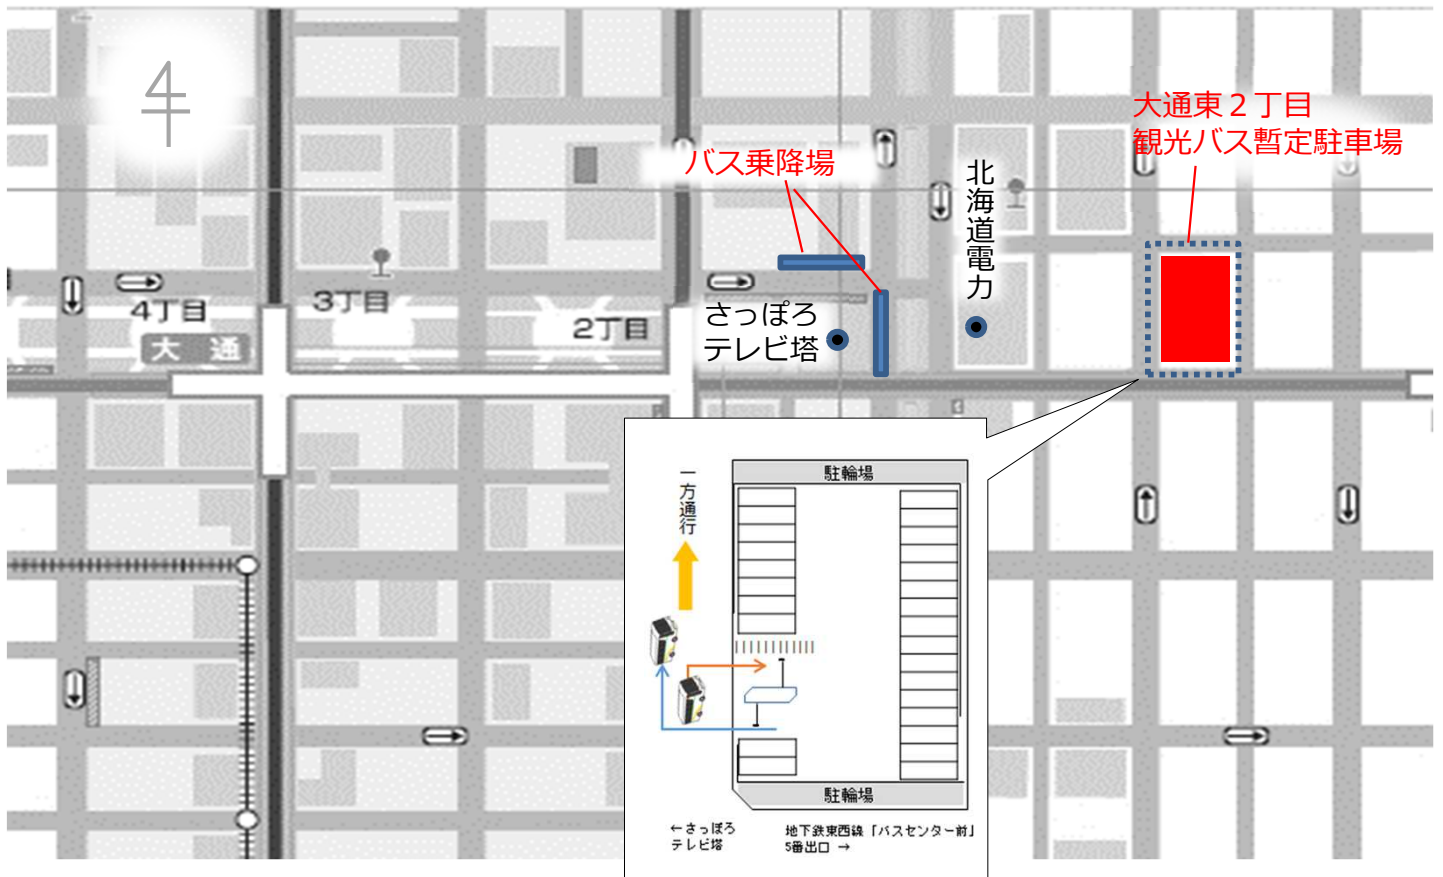 大通東２丁目
観光バス暫定駐車場
バス乗降場
北海道電力
さっぽろ
テレビ塔
4丁目
3丁目
2丁目
大通
駐輪場
一方通行
駐輪場
←さっぽろ
テレビ塔
地下鉄東西線「バスセンター前」
5番出口 →